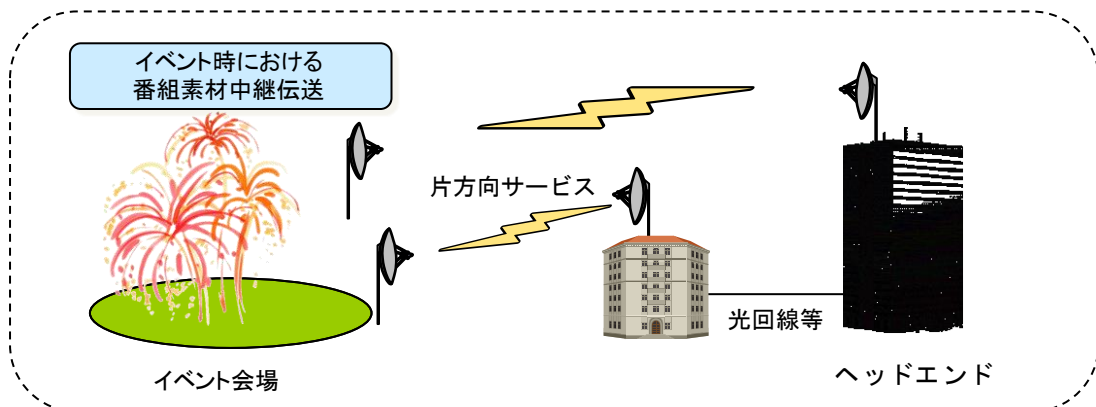 イベント時における
番組素材中継伝送
片方向サービス
光回線等
イベント会場
ヘッドエンド